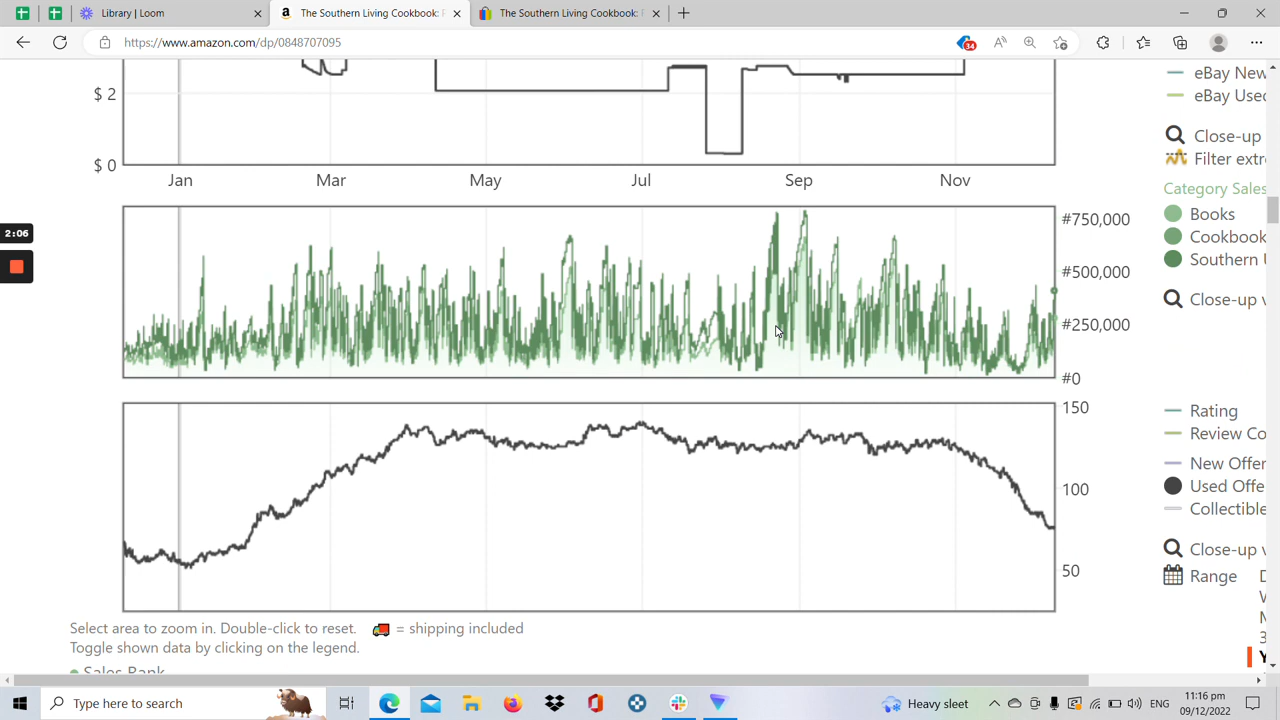 Library | Loom
The Southern Living Cookbook:
The Southern Living Cookbook:
https://www.amazon.com/dp/0848707095
34
$ 2
$ 0
Jan Mar May Jul Sep Nov
eBay New
eBay Used
Close-up
Filter extr
Category Sales
Books
Cookbook
Southern
Close-up
2:06
#750,000
#500,000
#250,000
#0
150
100
50
Rating
Review Co
New Offer
Used Offe
Collectible
Close-up
Range
Select area to zoom in. Double-click to reset. = shipping included
Toggle shown data by clicking on the legend.
Sales Rank
Type here to search
Heavy sleet
ENG
11:16 pm
09/12/2022